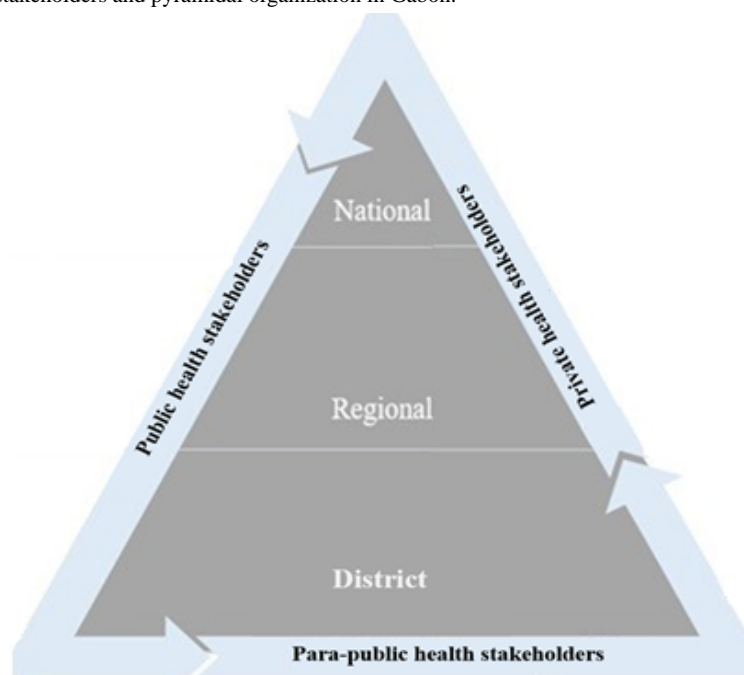 stakeholders and pyramidal organization in Gabon.
National
Public health stakeholders
Private health stakeholders
Regional
District
Para-public health stakeholders